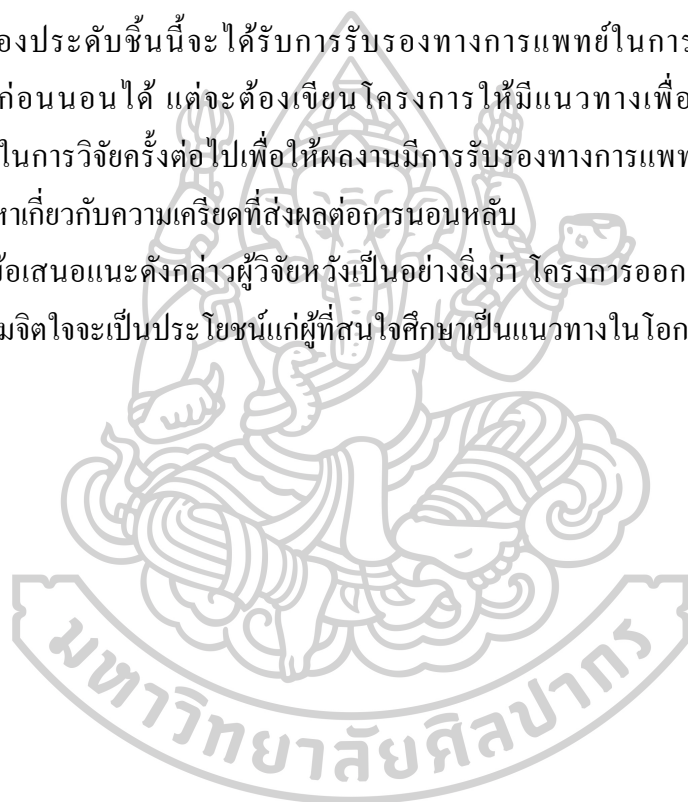 องประดับชิ้นนี้จะได้รับการรับรองทางการแพทย์ในการ
ก่อนนอนได้ แต่จะต้องเขียนโครงการให้มีแนวทางเพื่อ
ในการวิจัยครั้งต่อไปเพื่อให้ผลงานมีการรับรองทางการแพท
หาเกี่ยวกับความเครียดที่ส่งผลต่อการนอนหลับ
ข้อเสนอแนะดังกล่าวผู้วิจัยหวังเป็นอย่างยิ่งว่า โครงการออก
มจิตใจจะเป็นประโยชน์แก่ผู้ที่สนใจศึกษาเป็นแนวทางในโอก
มหาวิทยาลัยศิลปากร